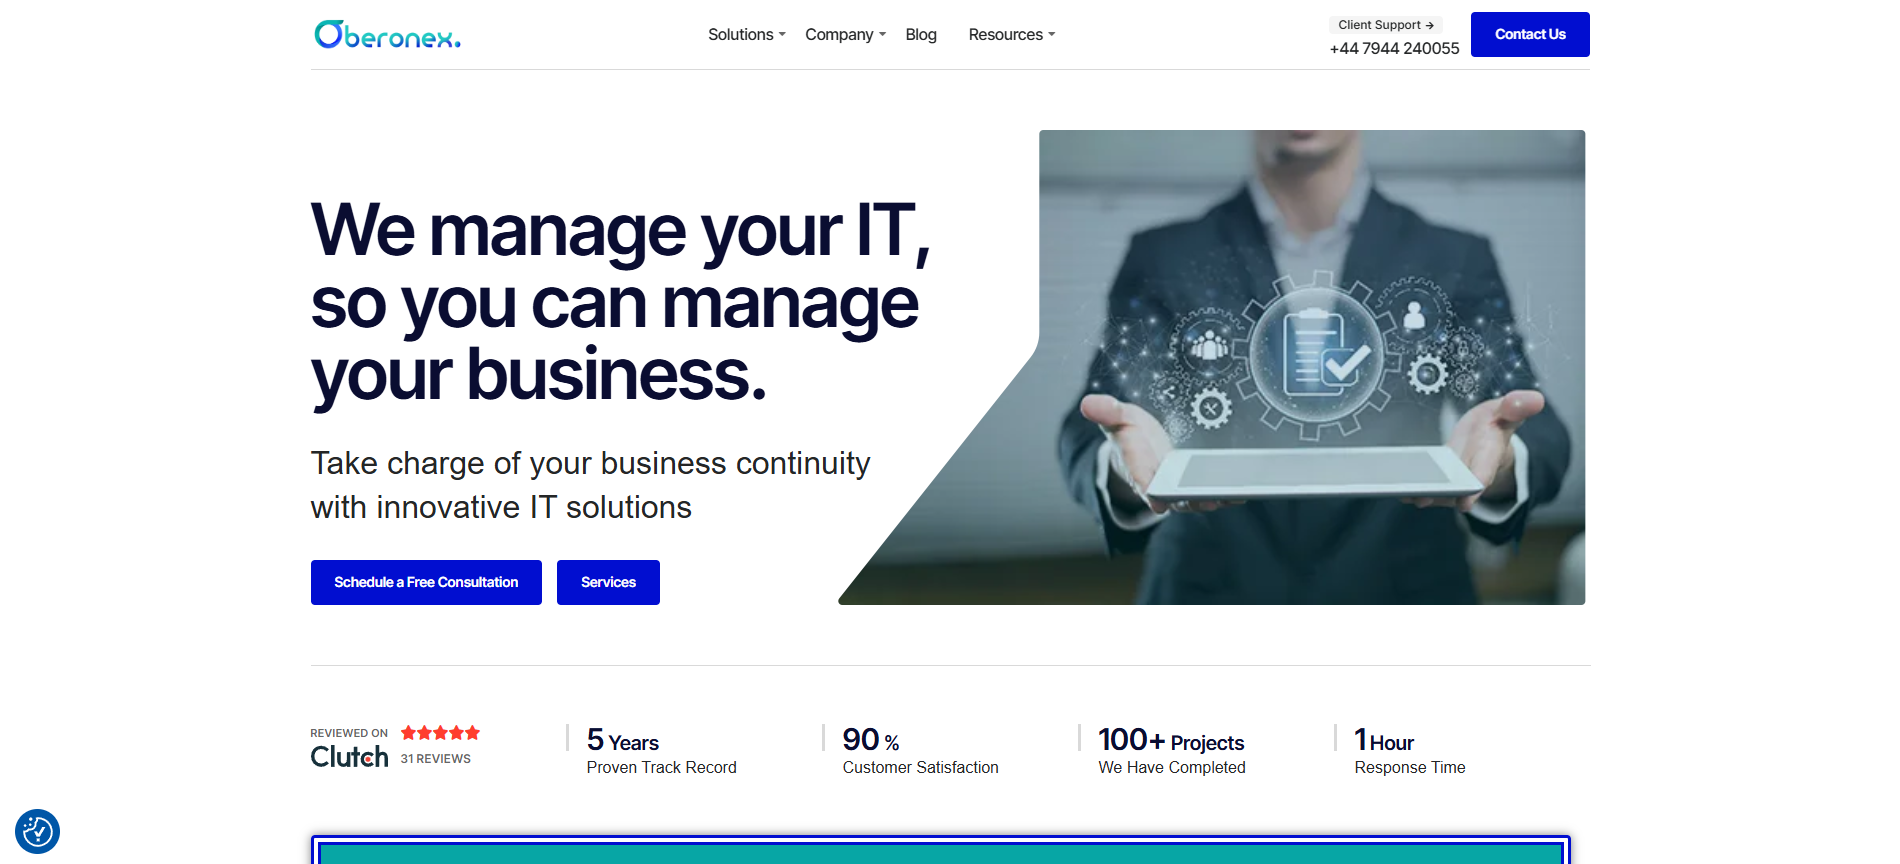 Oberonex.
Solutions
Company
Blog
Resources
Client Support →
+44 7944 240055
Contact Us
We manage your IT,
so you can manage
your business.
Take charge of your business continuity
with innovative IT solutions
Schedule a Free Consultation
Services
REVIEWED ON
Clutch
31 REVIEWS
5 Years
Proven Track Record
90 %
Customer Satisfaction
100+ Projects
We Have Completed
1 Hour
Response Time